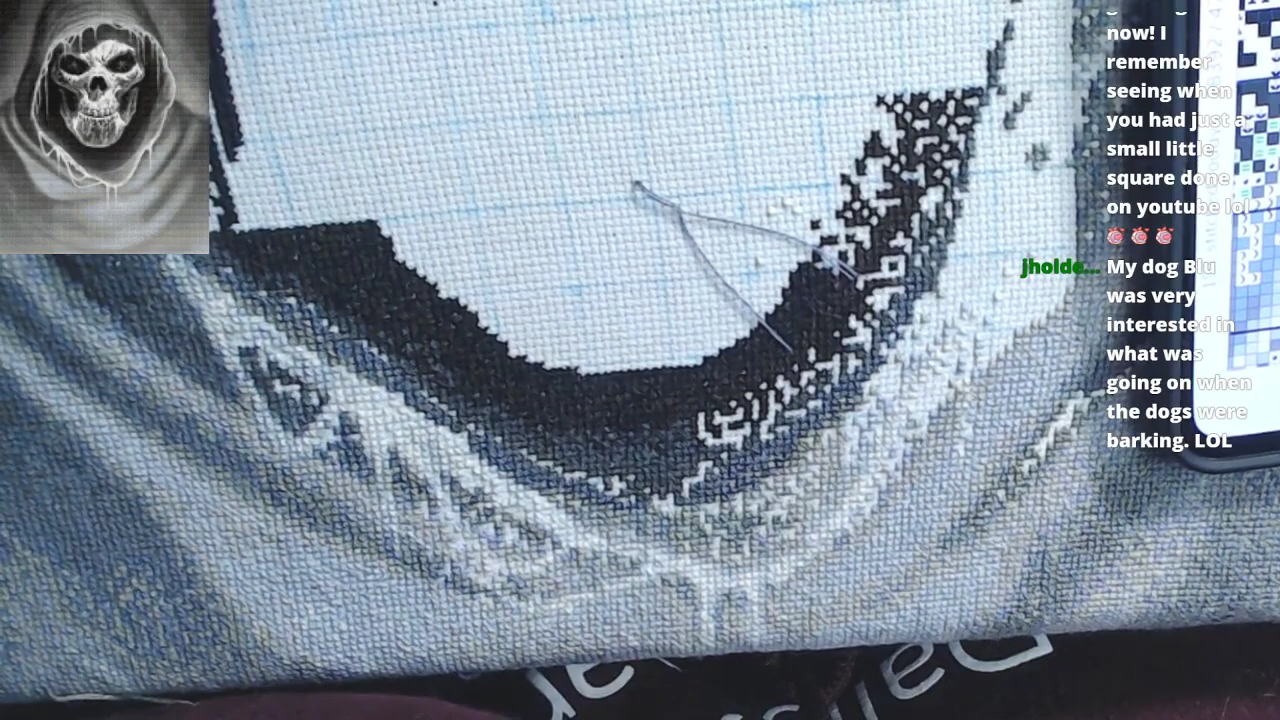 now! I
remember
seeing when
you had just a
small little
square done
on youtube lol
jholde... My dog Blu
was very
interested in
what was
going on when
the dogs were
barking. LOL